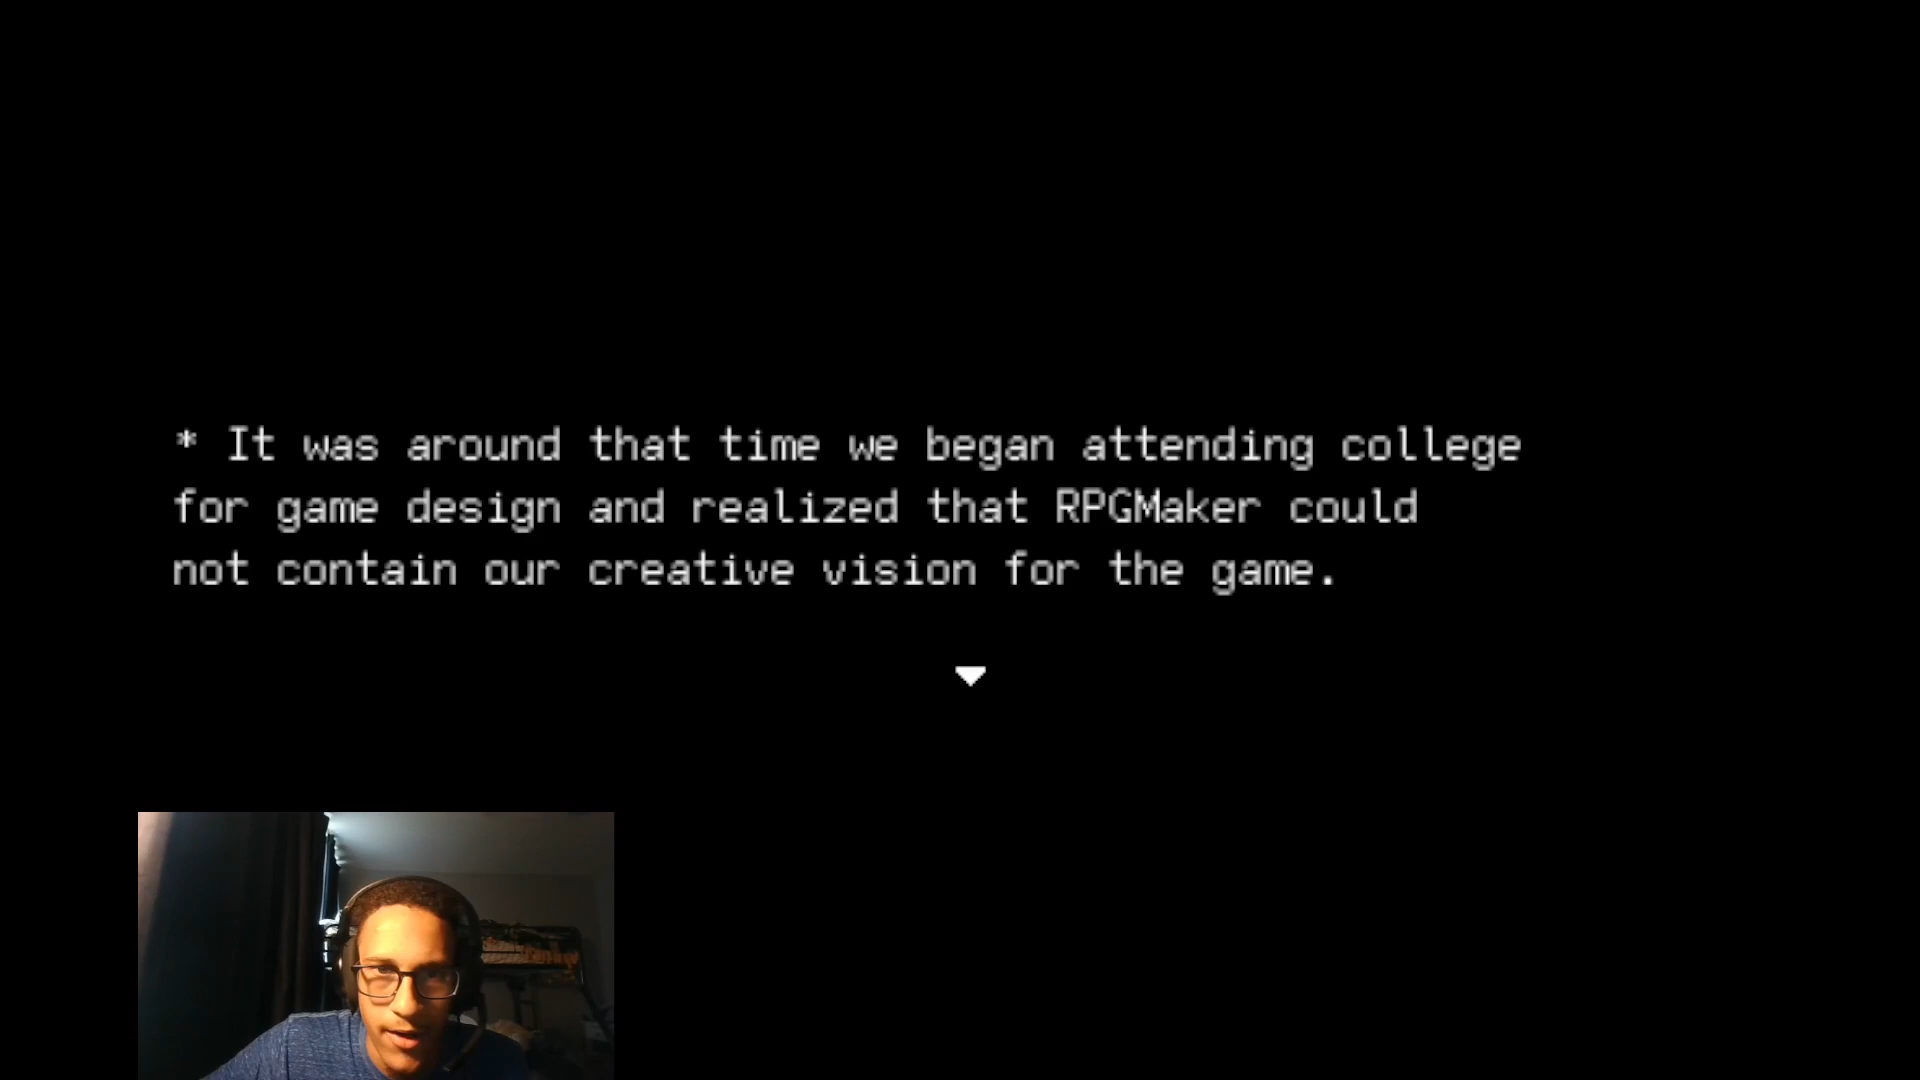 * It was around that time we began attending college
for game design and realized that RPGMaker could
not contain our creative vision for the game.